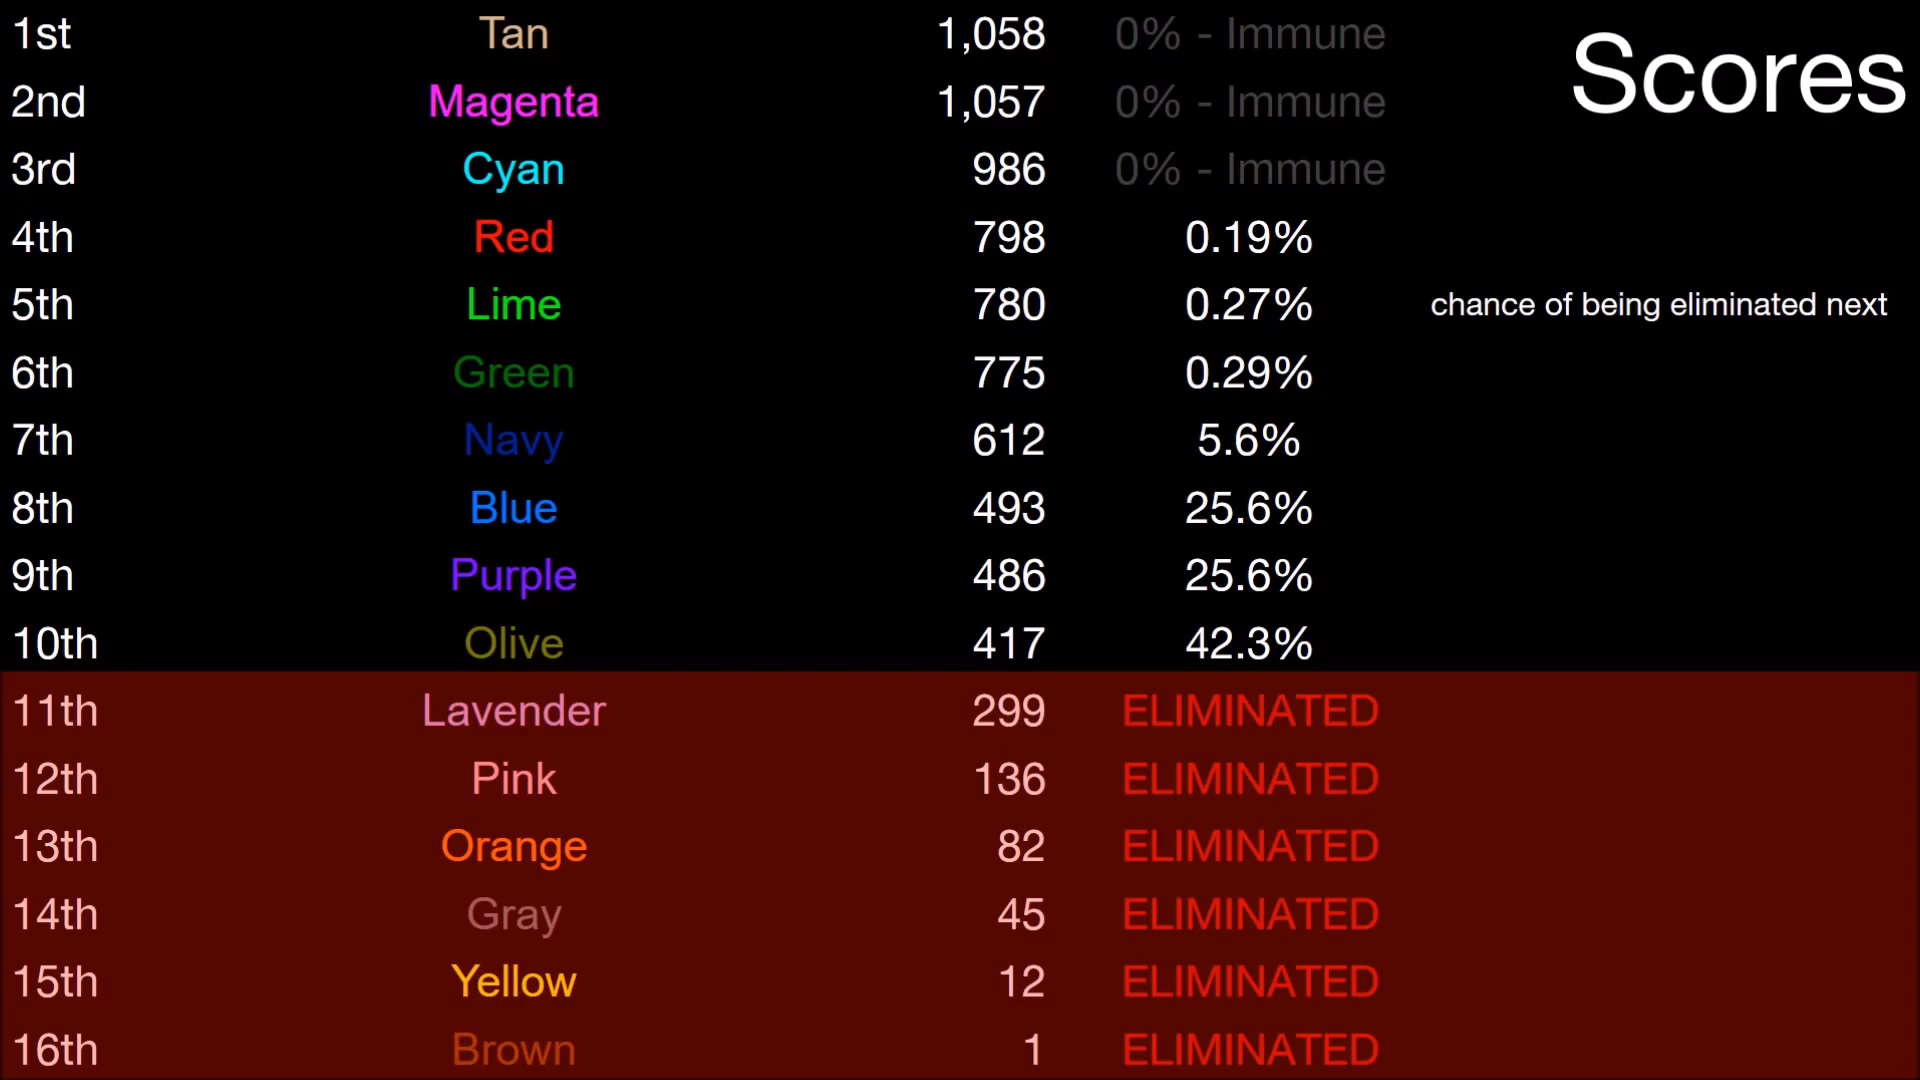 Scores
1st Tan 1,058 0% - Immune
2nd Magenta 1,057 0% - Immune
3rd Cyan 986 0% - Immune
4th Red 798 0.19%
5th Lime 780 0.27% chance of being eliminated next
6th Green 775 0.29%
7th Navy 612 5.6%
8th Blue 493 25.6%
9th Purple 486 25.6%
10th Olive 417 42.3%
11th Lavender 299 ELIMINATED
12th Pink 136 ELIMINATED
13th Orange 82 ELIMINATED
14th Gray 45 ELIMINATED
15th Yellow 12 ELIMINATED
16th Brown 1 ELIMINATED